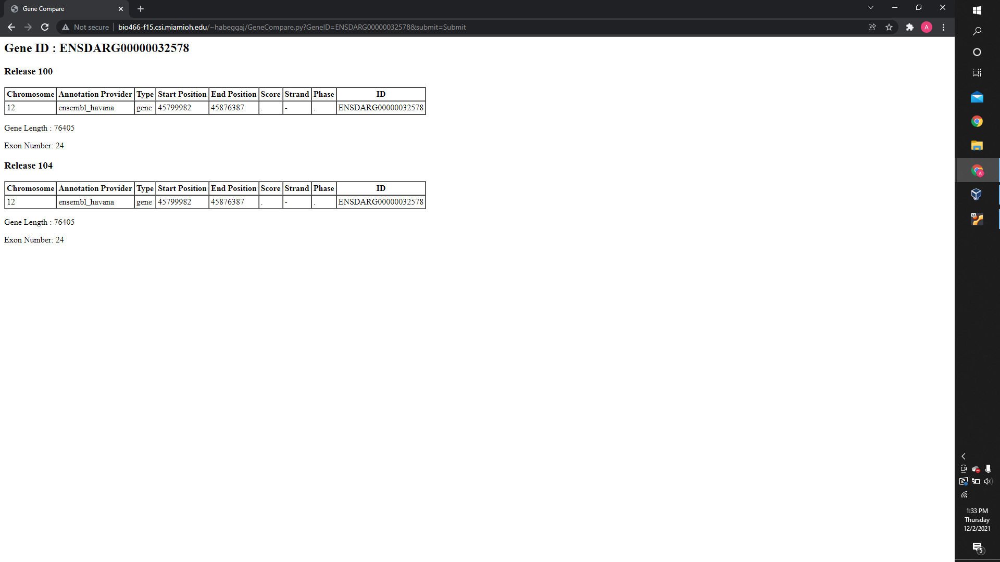 Gene Compare
Not secure bio466-f15.csi.miamioh.edu/~habeggaj/GeneCompare.py?GeneID=ENSDARG00000032578&submit=Submit A
Gene ID : ENSDARG00000032578
Release 100
Chromosome Annotation Provider Type Start Position End Position Score Strand Phase ID
12 ensembl_havana gene 45799982 45876387 . - . ENSDARG00000032578
Gene Length : 76405
Exon Number: 24
Release 104
Chromosome Annotation Provider Type Start Position End Position Score Strand Phase ID
12 ensembl_havana gene 45799982 45876387 . - . ENSDARG00000032578
Gene Length : 76405
Exon Number: 24
A
64
1:33 PM
Thursday
12/2/2021
5